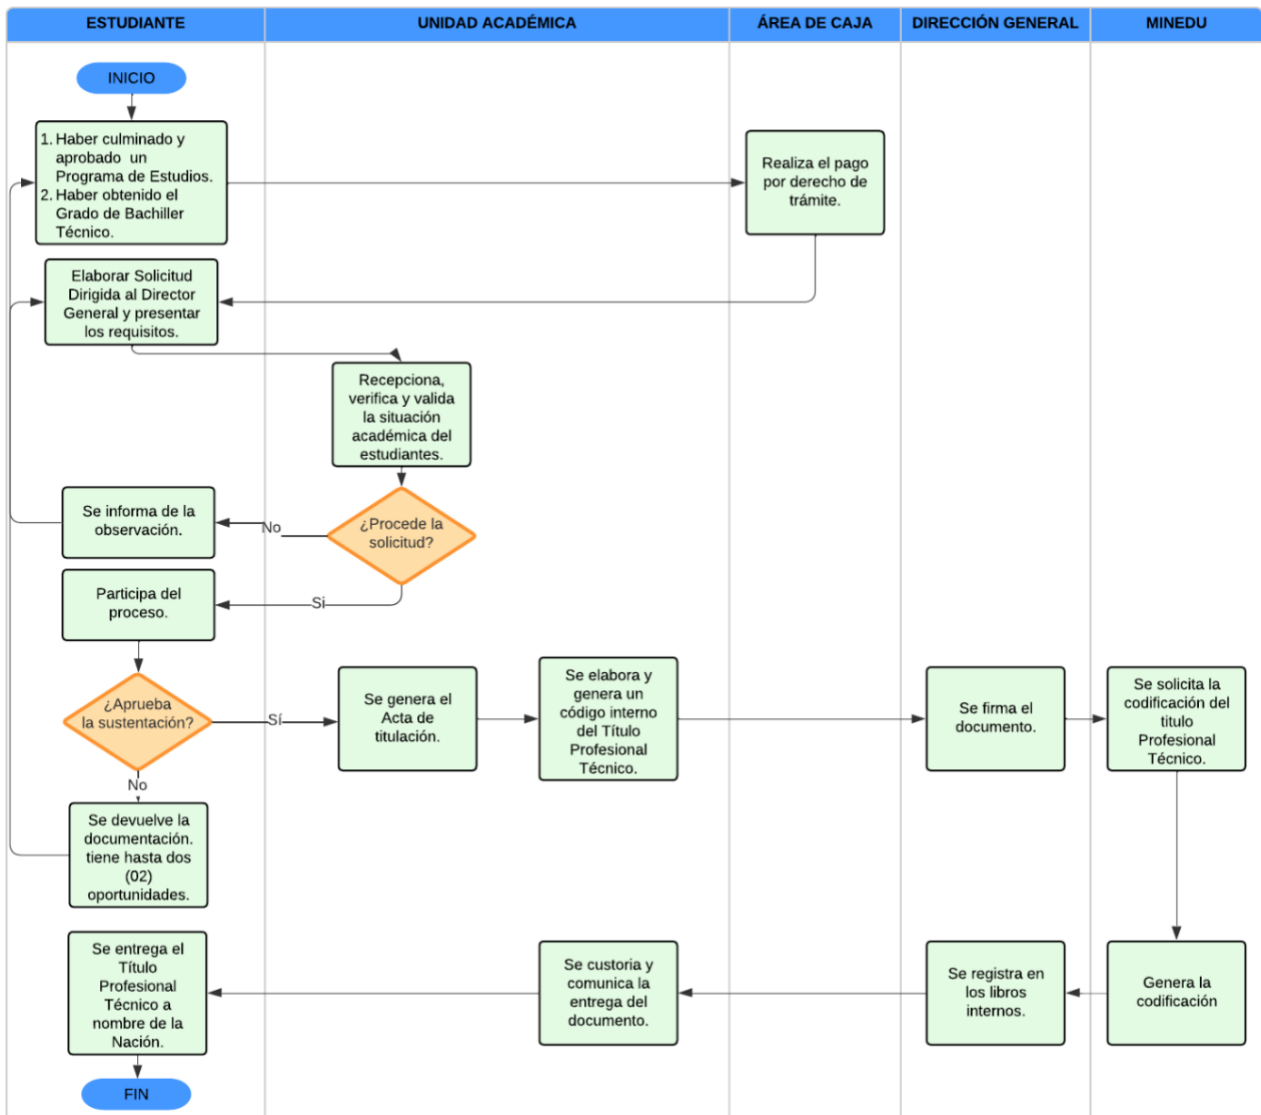 ESTUDIANTE
UNIDAD ACADÉMICA
ÁREA DE CAJA
DIRECCIÓN GENERAL
MINEDU
INICIO
1. Haber culminado y
aprobado un
Programa de Estudios.
2. Haber obtenido el
Grado de Bachiller
Técnico.
Realiza el pago
por derecho de
trámite.
Elaborar Solicitud
Dirigida al Director
General y presentar
los requisitos.
Recepciona,
verifica y valida
la situación
académica del
estudiantes.
¿Procede la
solicitud?
No
Se informa de la
observación.
Si
Participa del
proceso.
¿Aprueba
la sustentación?
Sí
Se genera el
Acta de
titulación.
Se elabora y
genera un
código interno
del Título
Profesional
Técnico.
Se firma el
documento.
Se solicita la
codificación del
titulo
Profesional
Técnico.
No
Se devuelve la
documentación.
tiene hasta dos
(02)
oportunidades.
Genera la
codificación
Se registra en
los libros
internos.
Se custoria y
comunica la
entrega del
documento.
Se entrega el
Título
Profesional
Técnico a
nombre de la
Nación.
FIN